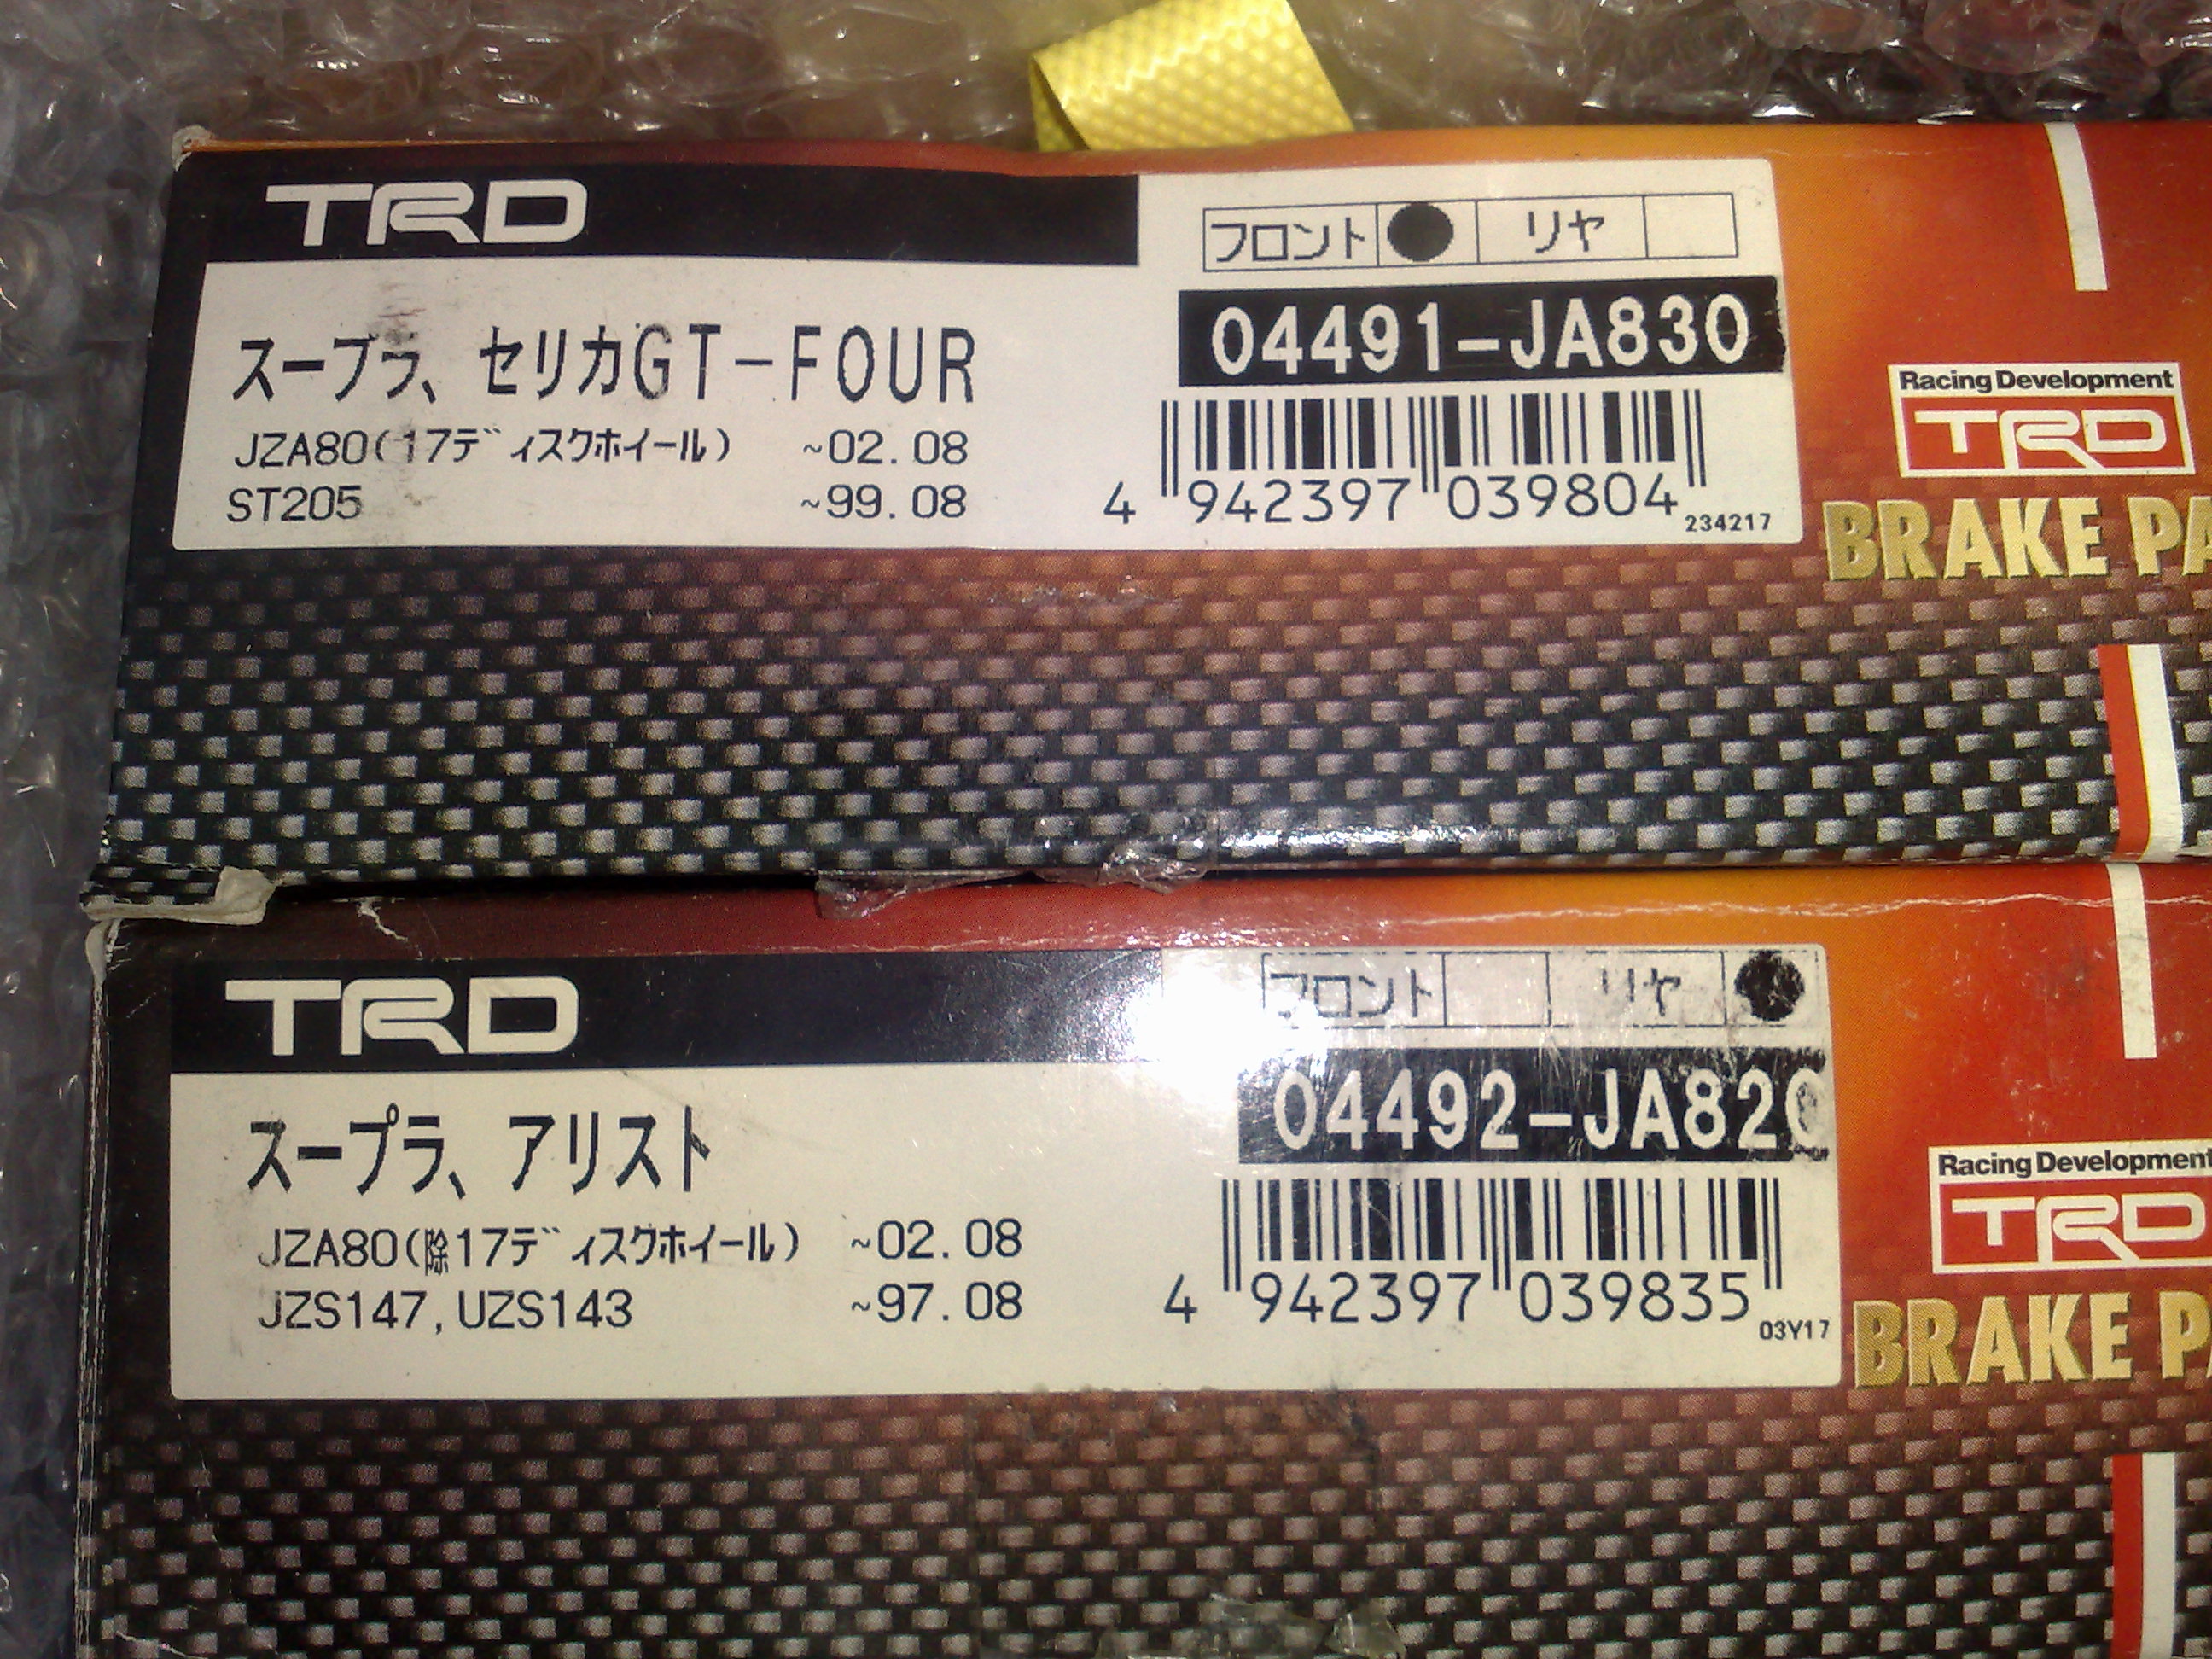 TRD
フロント ● リヤ
04491-JA830
スープラ、セリカGT-FOUR
JZA80(17ディスクホイール) ~02.08
ST205 ~99.08
4 942397 039804
234217
Racing Development
TRD
BRAKE PA
TRD
フロント リヤ ●
04492-JA820
スープラ、アリスト
JZA80(除17ディスクホイール) ~02.08
JZS147,UZS143 ~97.08
4 942397 039835
03Y17
Racing Development
TRD
BRAKE P